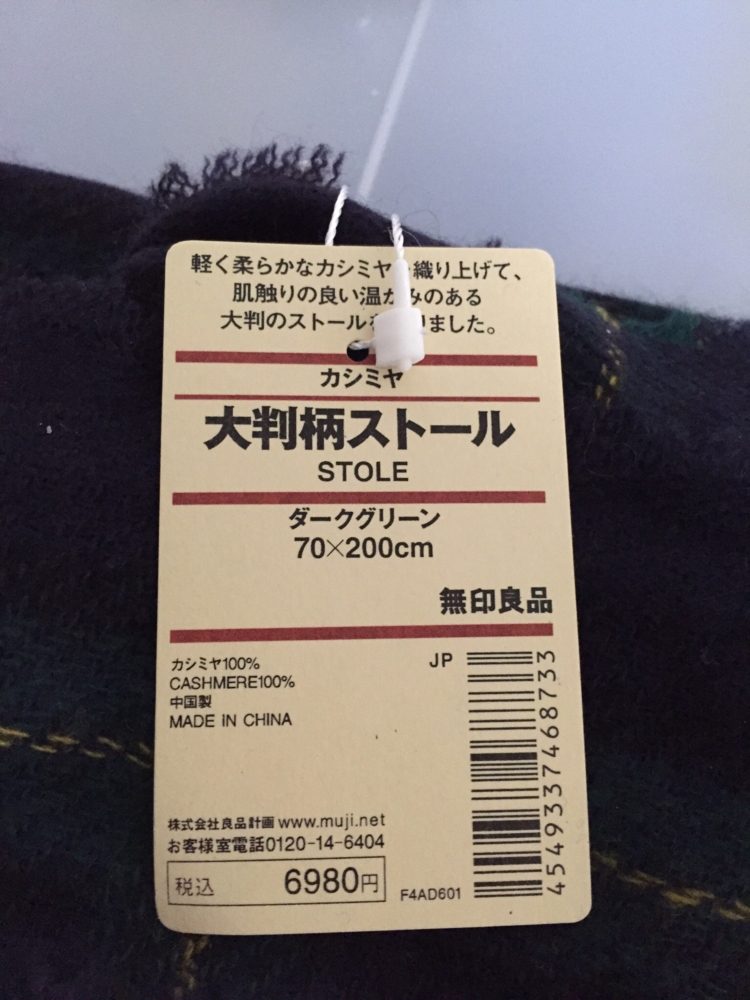 軽く柔らかなカシミヤ織り上げて、
肌触りの良い温かみのある
大判のストールました。
カシミヤ
大判柄ストール
STOLE
ダークグリーン
70×200cm
無印良品
カシミヤ100%
CASHMERE100%
中国製
MADE IN CHINA
JP
4549337468733
株式会社良品計画 www.muji.net
お客様室電話0120-14-6404
税込 6980円
F4AD601